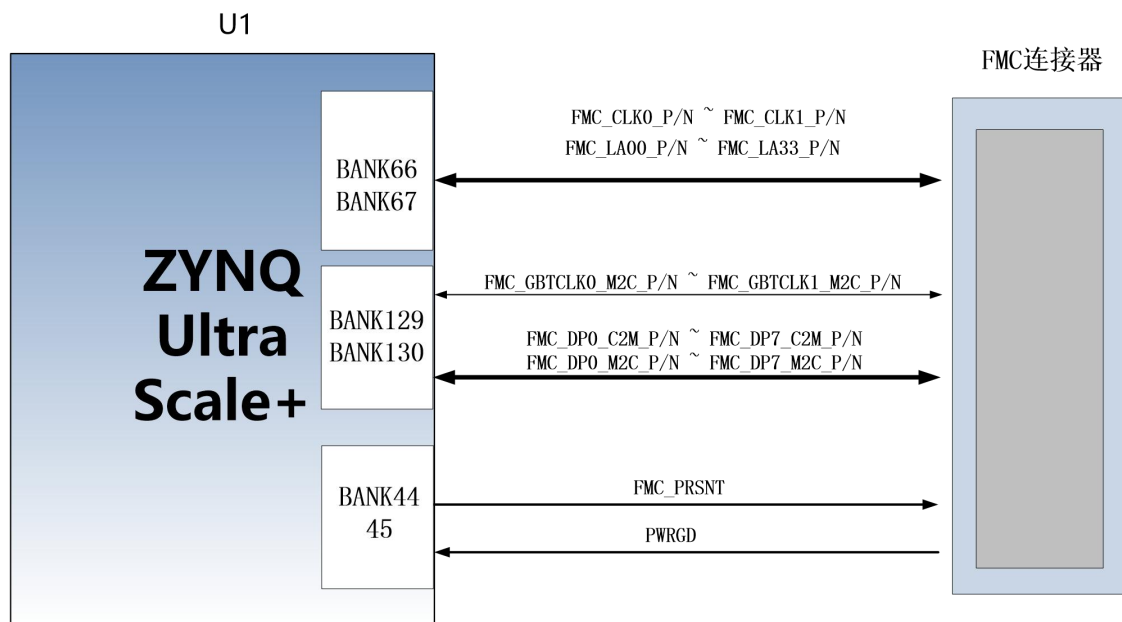 U1
FMC连接器
FMC_CLK0_P/N ~ FMC_CLK1_P/N
FMC_LA00_P/N ~ FMC_LA33_P/N
BANK66
BANK67
ZYNQ
Ultra
Scale+
FMC_GBTCLK0_M2C_P/N ~ FMC_GBTCLK1_M2C_P/N
BANK129
BANK130
FMC_DP0_C2M_P/N ~ FMC_DP7_C2M_P/N
FMC_DP0_M2C_P/N ~ FMC_DP7_M2C_P/N
BANK44
45
FMC_PRSNT
PWRGD